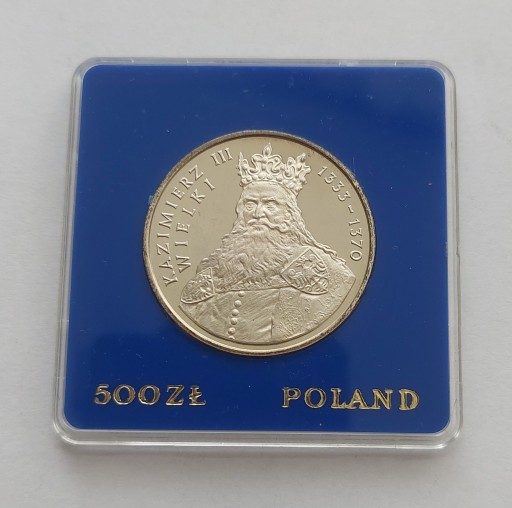 KAZIMIERZ III
WIELKI
1333-1370
500 ZŁ POLAND